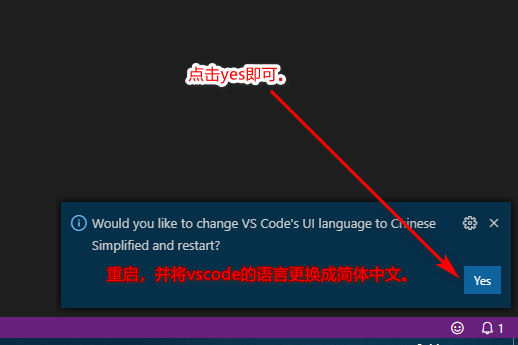 点击yes即可。
Would you like to change VS Code's UI language to Chinese
Simplified and restart?
重启，并将vscode的语言更换成简体中文。
Yes
1